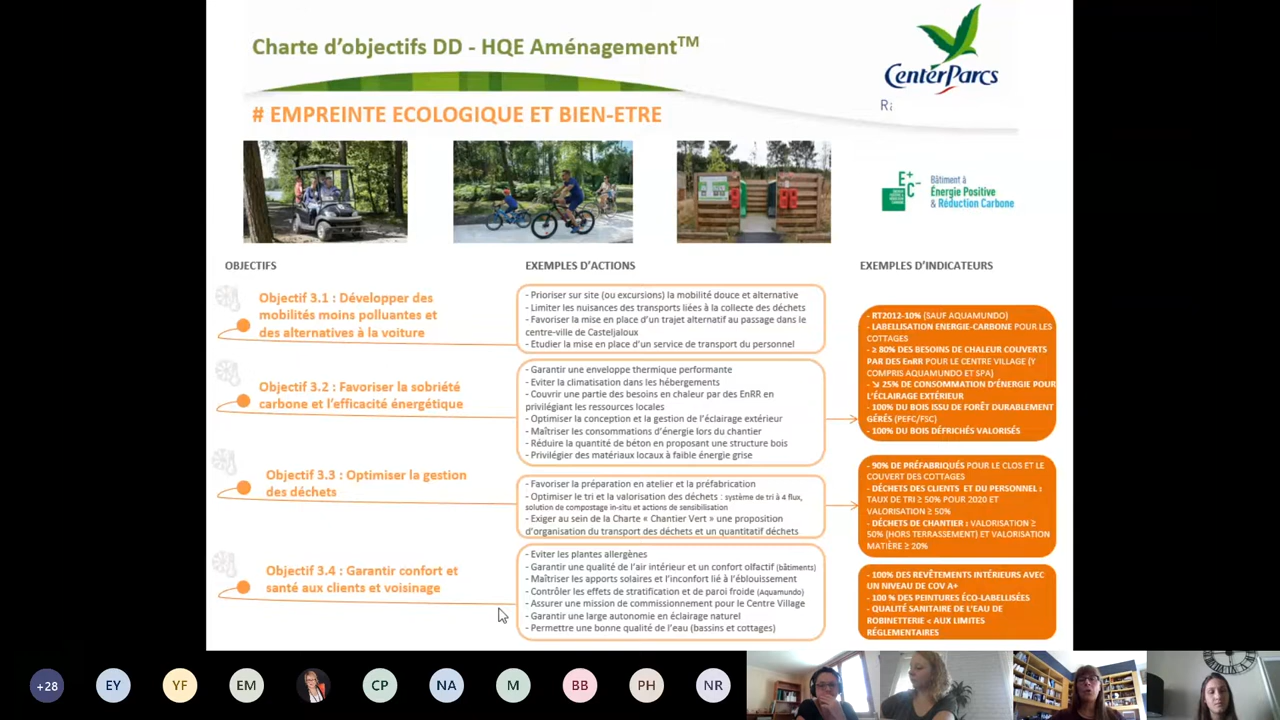 Charte d'objectifs DD - HQE Aménagement™
CenterParcs
# EMPREINTE ECOLOGIQUE ET BIEN-ETRE
E+
C-
Bâtiment à
Énergie Positive
& Réduction Carbone
OBJECTIFS
EXEMPLES D'ACTIONS
EXEMPLES D'INDICATEURS
Objectif 3.1 : Développer des
mobilités moins polluantes et
des alternatives à la voiture
- Prioriser sur site (ou excursions) la mobilité douce et alternative
- Limiter les nuisances des transports liées à la collecte des déchets
- Favoriser la mise en place d'un trajet alternatif au passage dans le
centre-ville de Casteljaloux
- Etudier la mise en place d'un service de transport du personnel
Objectif 3.2 : Favoriser la sobriété
carbone et l'efficacité énergétique
- Garantir une enveloppe thermique performante
- Eviter la climatisation dans les hébergements
- Couvrir une partie des besoins en chaleur par des EnRR en
privilégiant les ressources locales
- Optimiser la conception et la gestion de l'éclairage extérieur
- Maîtriser les consommations d'énergie lors du chantier
- Réduire la quantité de béton en proposant une structure bois
- Privilégier des matériaux locaux à faible énergie grise
- RT2012-10% (SAUF AQUAMUNDO)
- LABELLISATION ENERGIE-CARBONE POUR LES
COTTAGES
- ≥ 80% DES BESOINS DE CHALEUR COUVERTS
PAR DES EnRR POUR LE CENTRE VILLAGE (Y
COMPRIS AQUAMUNDO ET SPA)
- ↘ 25% DE CONSOMMATION D'ÉNERGIE POUR
L'ÉCLAIRAGE EXTÉRIEUR
- 100% DU BOIS ISSU DE FORÊT DURABLEMENT
GÉRÉS (PEFC/FSC)
- 100% DU BOIS DÉFRICHÉS VALORISÉS
Objectif 3.3 : Optimiser la gestion
des déchets
- Favoriser la préparation en atelier et la préfabrication
- Optimiser le tri et la valorisation des déchets : système de tri à 4 flux,
solution de compostage in-situ et actions de sensibilisation
- Exiger au sein de la Charte « Chantier Vert » une proposition
d'organisation du transport des déchets et un quantitatif déchets
- 90% DE PRÉFABRIQUÉS POUR LE CLOS ET LE
COUVERT DES COTTAGES
- DÉCHETS DES CLIENTS ET DU PERSONNEL :
TAUX DE TRI ≥ 50% POUR 2020 ET
VALORISATION ≥ 50%
- DÉCHETS DE CHANTIER : VALORISATION ≥
50% (HORS TERRASSEMENT) ET VALORISATION
MATIÈRE ≥ 20%
Objectif 3.4 : Garantir confort et
santé aux clients et voisinage
- Eviter les plantes allergènes
- Garantir une qualité de l'air intérieur et un confort olfactif (bâtiments)
- Maîtriser les apports solaires et l'inconfort lié à l'éblouissement
- Contrôler les effets de stratification et de paroi froide (Aquamundo)
- Assurer une mission de commissionnement pour le Centre Village
- Garantir une large autonomie en éclairage naturel
- Permettre une bonne qualité de l'eau (bassins et cottages)
- 100% DES REVÊTEMENTS INTÉRIEURS AVEC
UN NIVEAU DE COV A+
- 100 % DES PEINTURES ÉCO-LABELLISÉES
- QUALITÉ SANITAIRE DE L'EAU DE
ROBINETTERIE < AUX LIMITES
RÉGLEMENTAIRES
+28 EY YF EM CP NA M BB PH NR